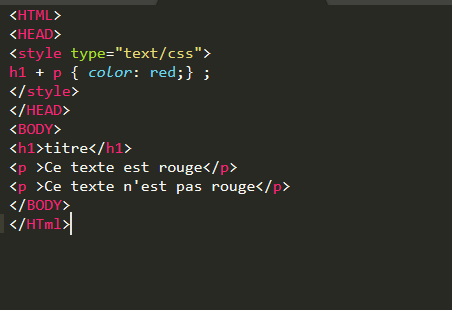 <HTML>
<HEAD>
<style type="text/css">
h1 + p { color: red;} ;
</style>
</HEAD>
<BODY>
<h1>titre</h1>
<p >Ce texte est rouge</p>
<p >Ce texte n'est pas rouge</p>
</BODY>
</HTml>